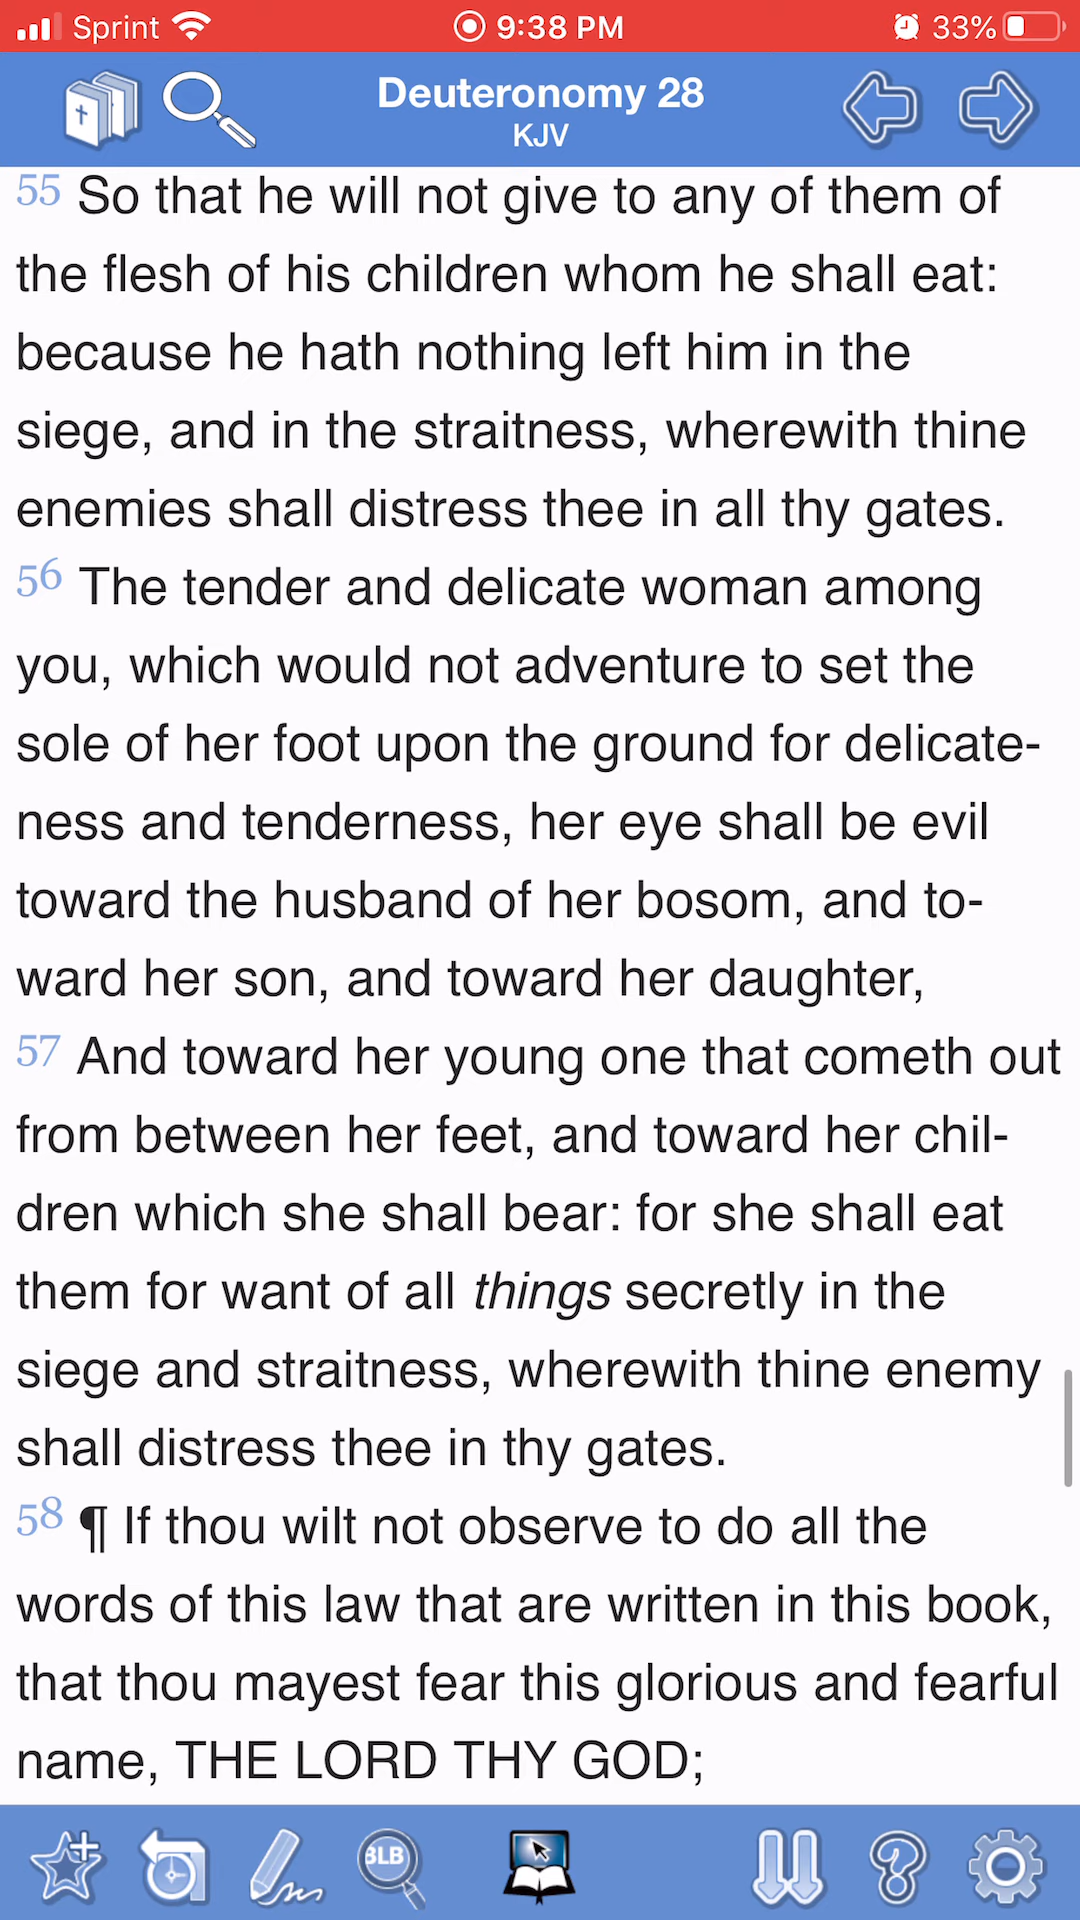 Sprint 9:38 PM 33%
Deuteronomy 28
KJV
55 So that he will not give to any of them of
the flesh of his children whom he shall eat:
because he hath nothing left him in the
siege, and in the straitness, wherewith thine
enemies shall distress thee in all thy gates.
56 The tender and delicate woman among
you, which would not adventure to set the
sole of her foot upon the ground for delicate-
ness and tenderness, her eye shall be evil
toward the husband of her bosom, and to-
ward her son, and toward her daughter,
57 And toward her young one that cometh out
from between her feet, and toward her chil-
dren which she shall bear: for she shall eat
them for want of all things secretly in the
siege and straitness, wherewith thine enemy
shall distress thee in thy gates.
58 ¶ If thou wilt not observe to do all the
words of this law that are written in this book,
that thou mayest fear this glorious and fearful
name, THE LORD THY GOD;
BLB